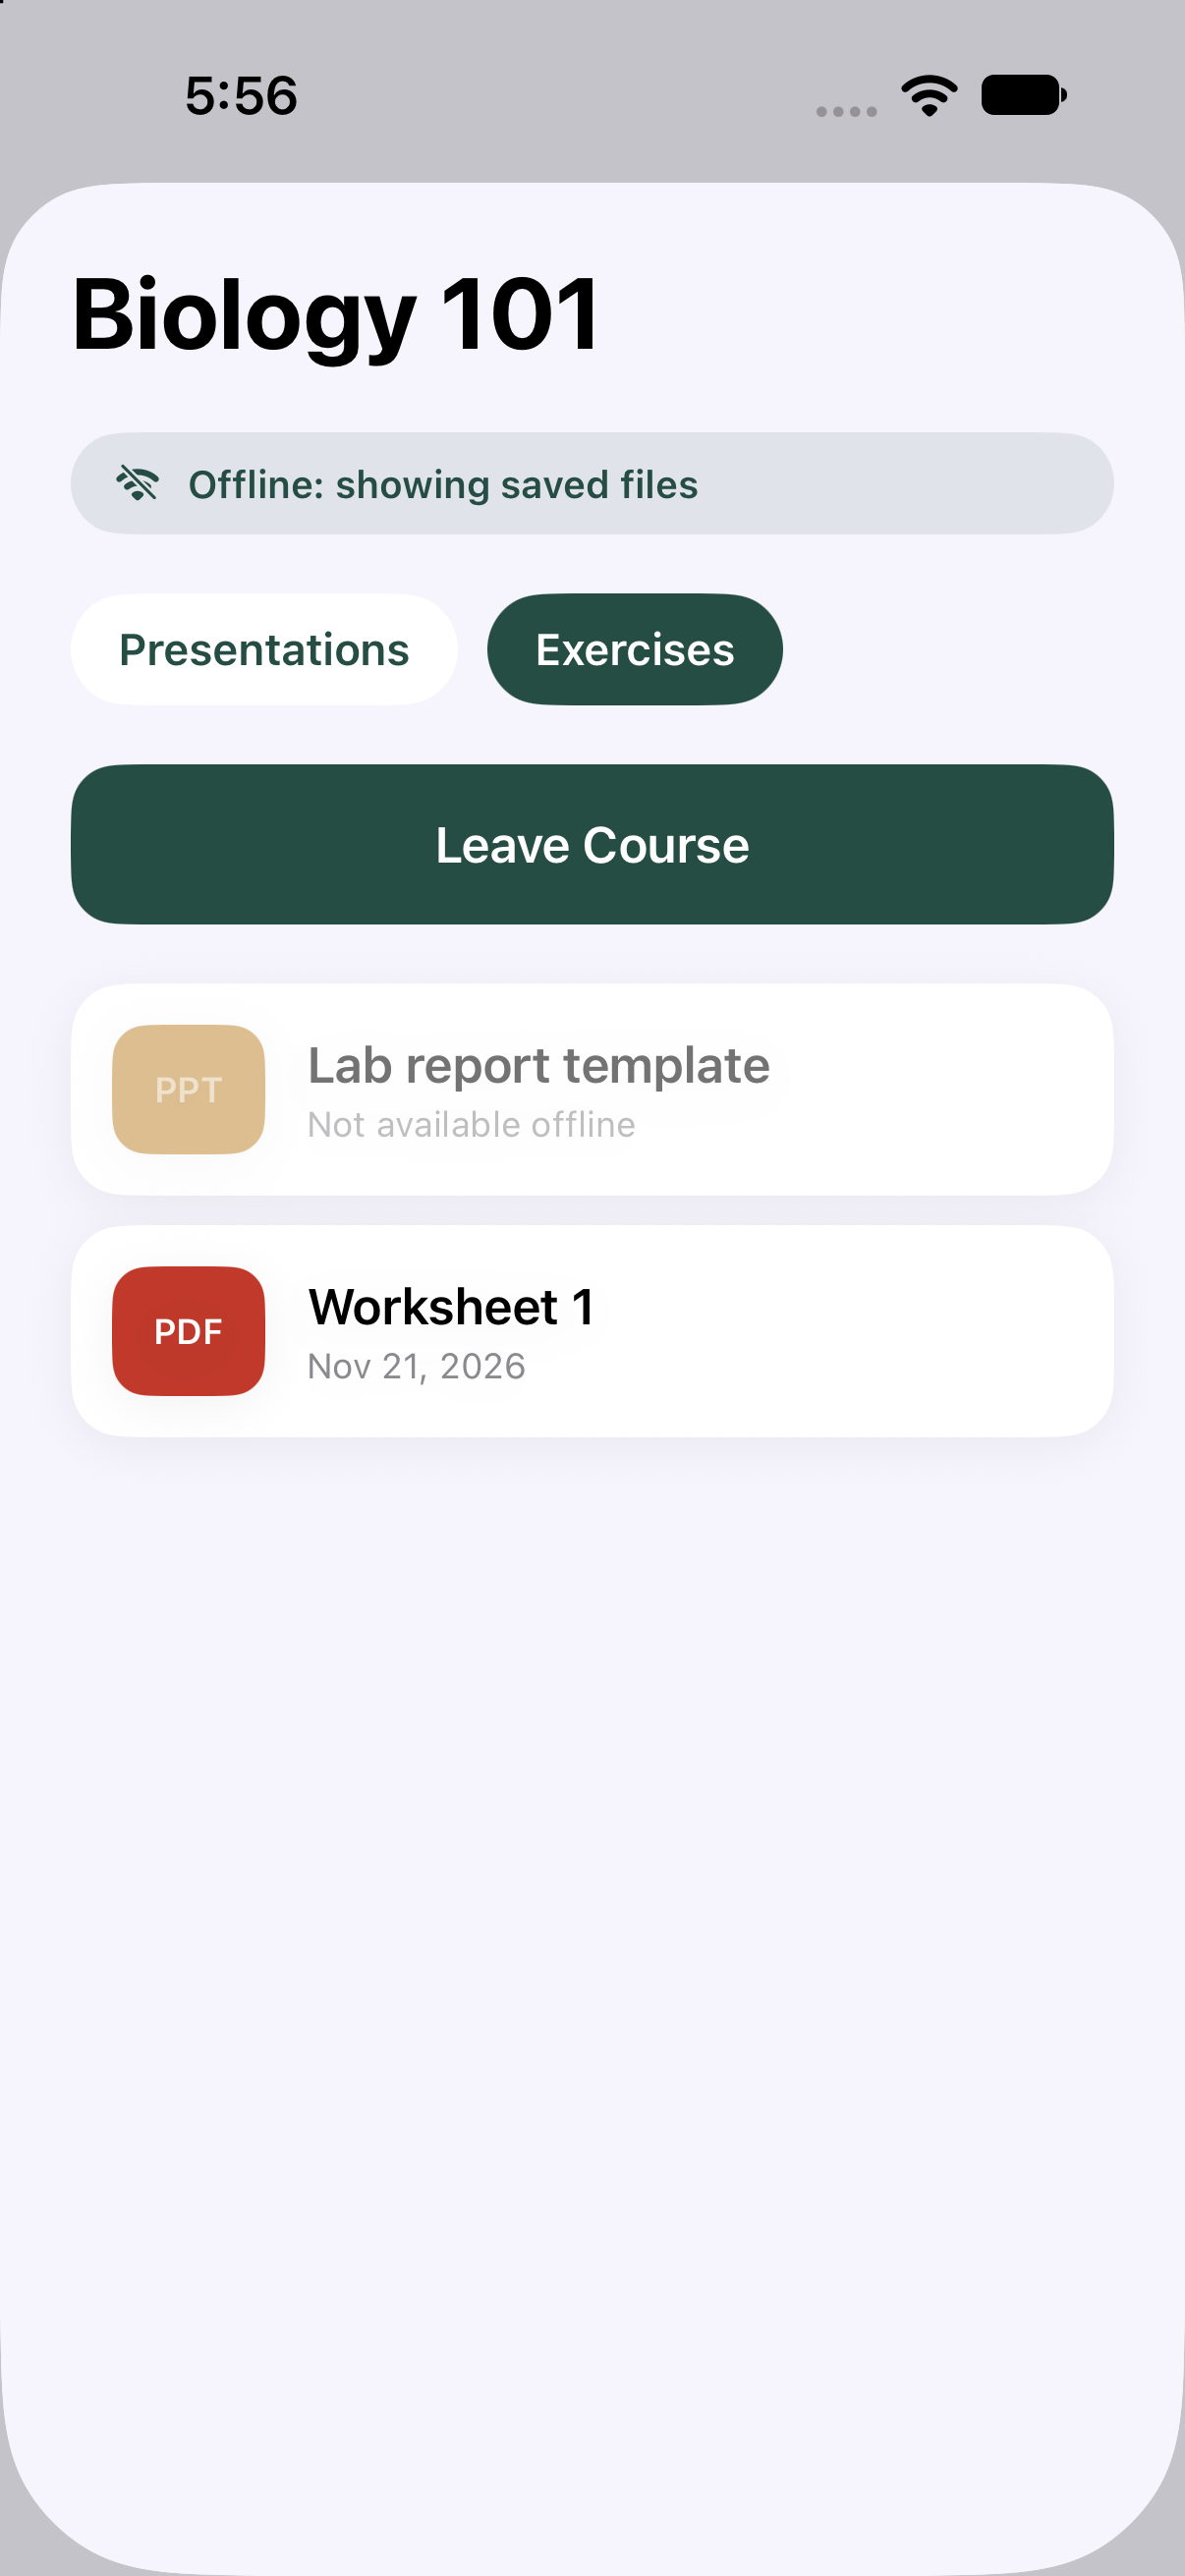 5:56
Biology 101
Offline: showing saved files
Presentations
Exercises
Leave Course
PPT
Lab report template
Not available offline
PDF
Worksheet 1
Nov 21, 2026